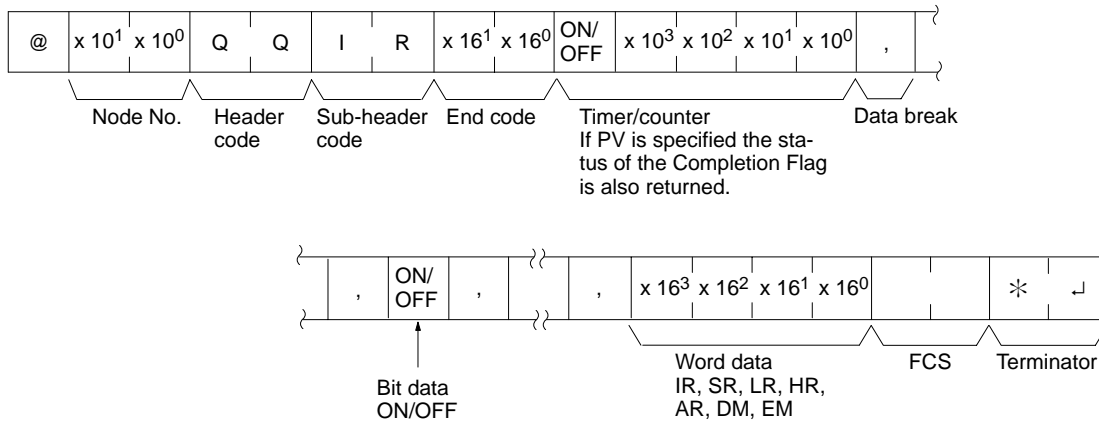 @ x 10¹ x 10⁰ Q Q I R x 16¹ x 16⁰ ON/OFF x 10³ x 10² x 10¹ x 10⁰ ,
Node No. Header code Sub-header code End code Timer/counter Data break
If PV is specified the sta-
tus of the Completion Flag
is also returned.
, ON/OFF , , x 16³ x 16² x 16¹ x 16⁰ * ↵
Bit data
ON/OFF
Word data
IR, SR, LR, HR,
AR, DM, EM
FCS
Terminator